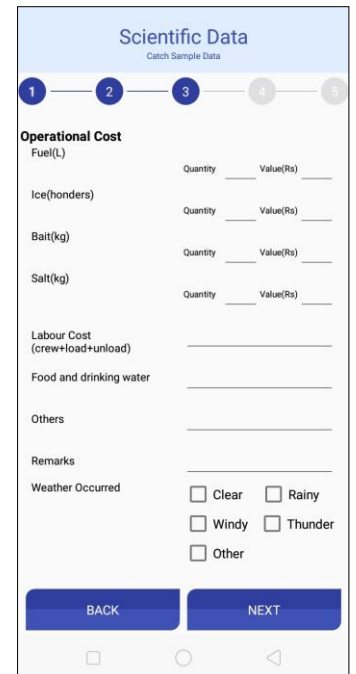 Scientific Data
Catch Sample Data
1 2 3 4 5
Operational Cost
Fuel(L)
Quantity Value(Rs)
Ice(honders)
Quantity Value(Rs)
Bait(kg)
Quantity Value(Rs)
Salt(kg)
Quantity Value(Rs)
Labour Cost
(crew+load+unload)
Food and drinking water
Others
Remarks
Weather Occurred
Clear Rainy
Windy Thunder
Other
BACK NEXT